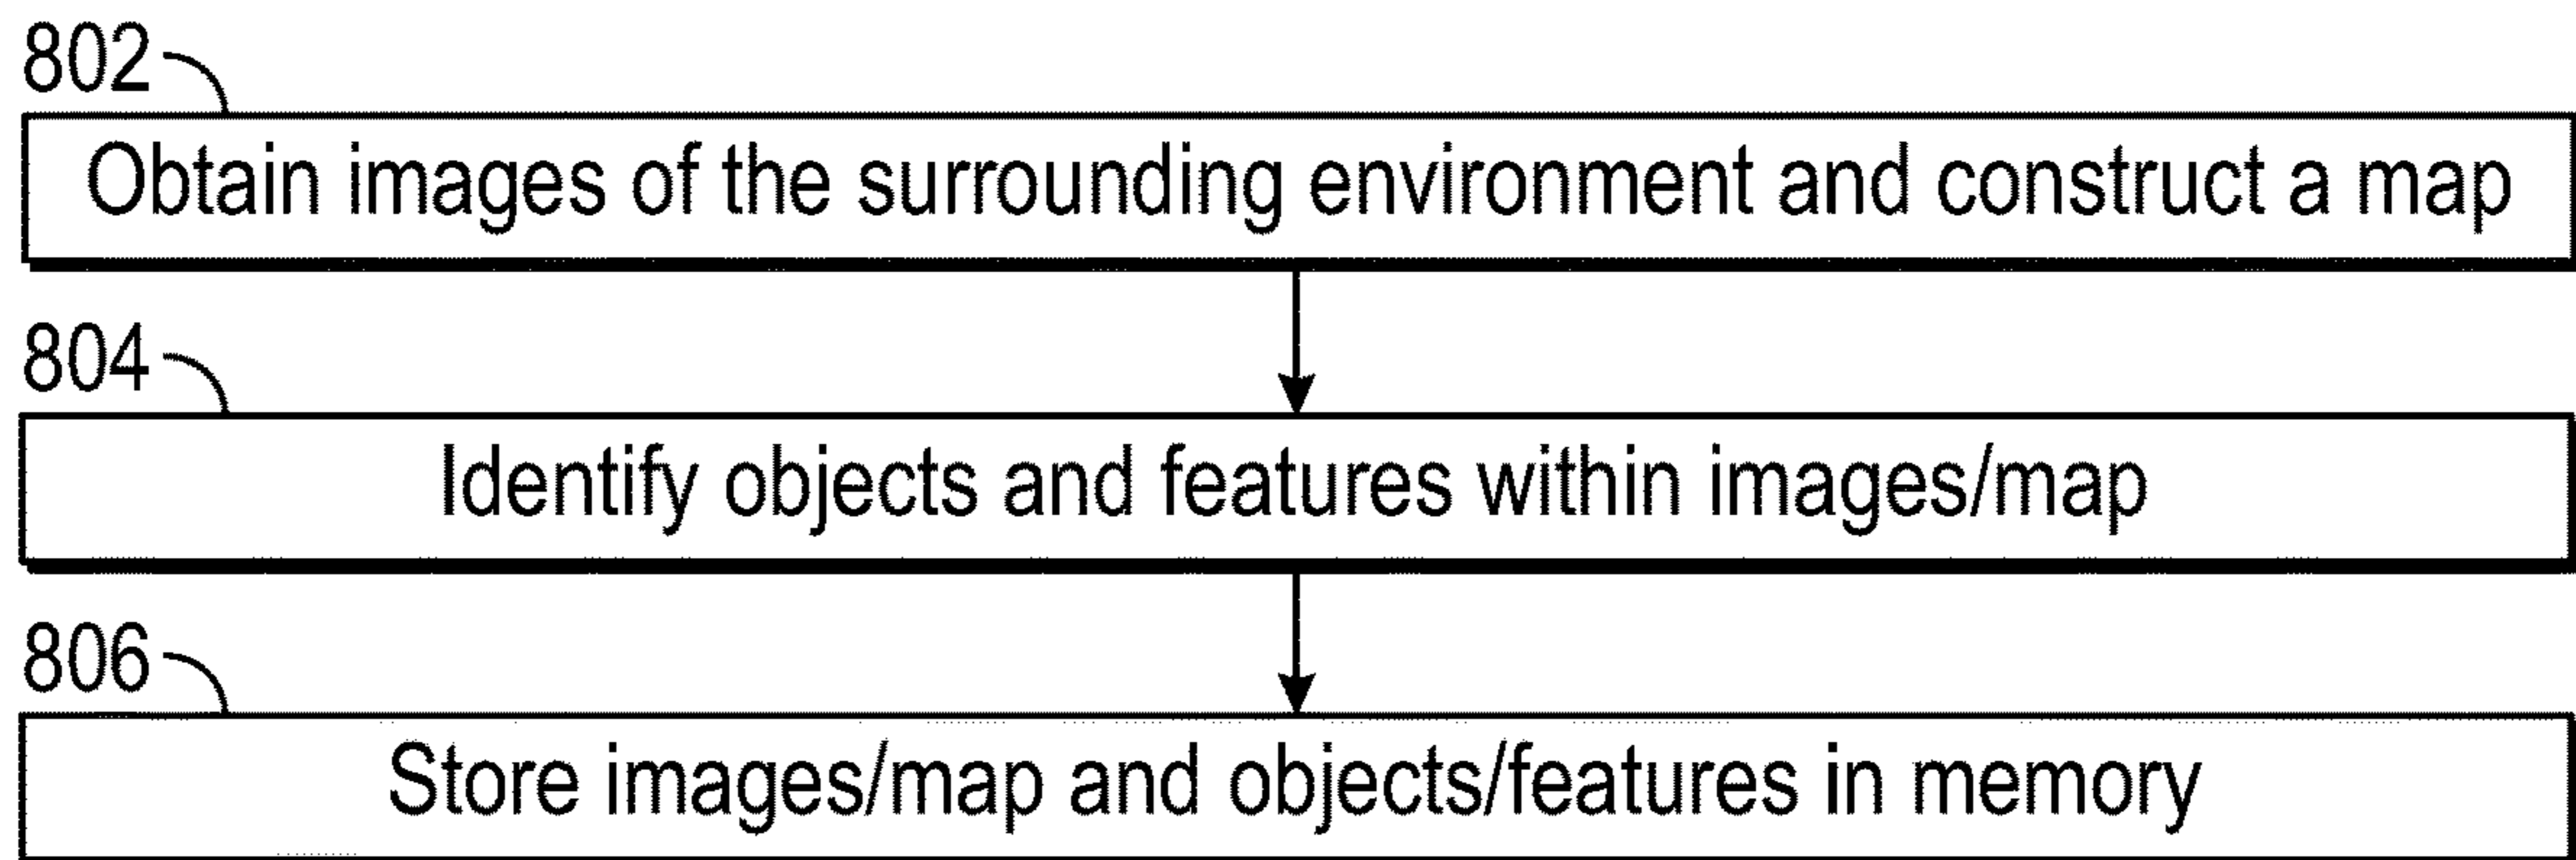 802
Obtain images of the surrounding environment and construct a map
804
Identify objects and features within images/map
806
Store images/map and objects/features in memory